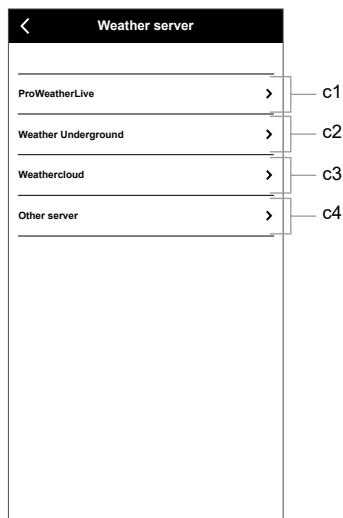 Weather server
ProWeatherLive c1
Weather Underground c2
Weathercloud c3
Other server c4